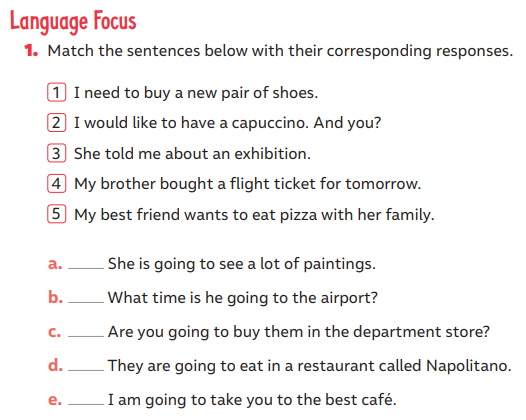 Language Focus
1. Match the sentences below with their corresponding responses.
1 I need to buy a new pair of shoes.
2 I would like to have a capuccino. And you?
3 She told me about an exhibition.
4 My brother bought a flight ticket for tomorrow.
5 My best friend wants to eat pizza with her family.
a. ____ She is going to see a lot of paintings.
b. ____ What time is he going to the airport?
c. ____ Are you going to buy them in the department store?
d. ____ They are going to eat in a restaurant called Napolitano.
e. ____ I am going to take you to the best café.